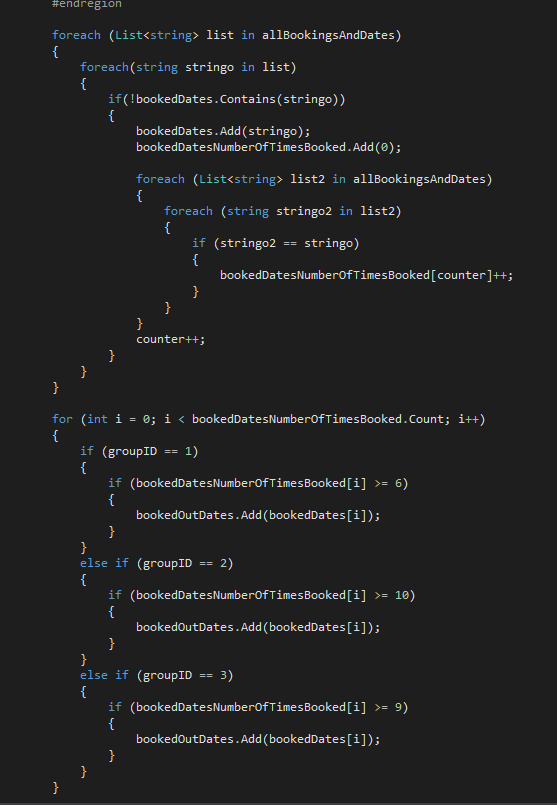 #endregion
foreach (List<string> list in allBookingsAndDates)
{
foreach(string stringo in list)
{
if(!bookedDates.Contains(stringo))
{
bookedDates.Add(stringo);
bookedDatesNumberOfTimesBooked.Add(0);
foreach (List<string> list2 in allBookingsAndDates)
{
foreach (string stringo2 in list2)
{
if (stringo2 == stringo)
{
bookedDatesNumberOfTimesBooked[counter]++;
}
}
}
counter++;
}
}
}
for (int i = 0; i < bookedDatesNumberOfTimesBooked.Count; i++)
{
if (groupID == 1)
{
if (bookedDatesNumberOfTimesBooked[i] >= 6)
{
bookedOutDates.Add(bookedDates[i]);
}
}
else if (groupID == 2)
{
if (bookedDatesNumberOfTimesBooked[i] >= 10)
{
bookedOutDates.Add(bookedDates[i]);
}
}
else if (groupID == 3)
{
if (bookedDatesNumberOfTimesBooked[i] >= 9)
{
bookedOutDates.Add(bookedDates[i]);
}
}
}